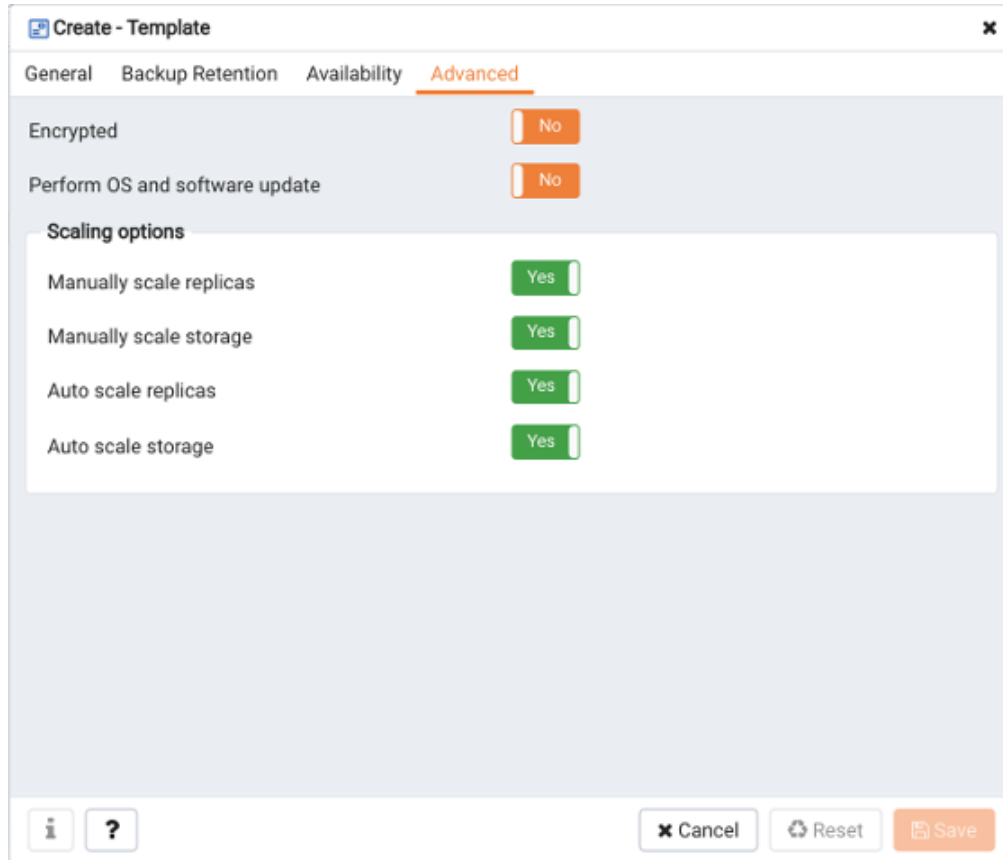 Create - Template
General Backup Retention Availability Advanced
Encrypted No
Perform OS and software update No
Scaling options
Manually scale replicas Yes
Manually scale storage Yes
Auto scale replicas Yes
Auto scale storage Yes
i ? Cancel Reset Save